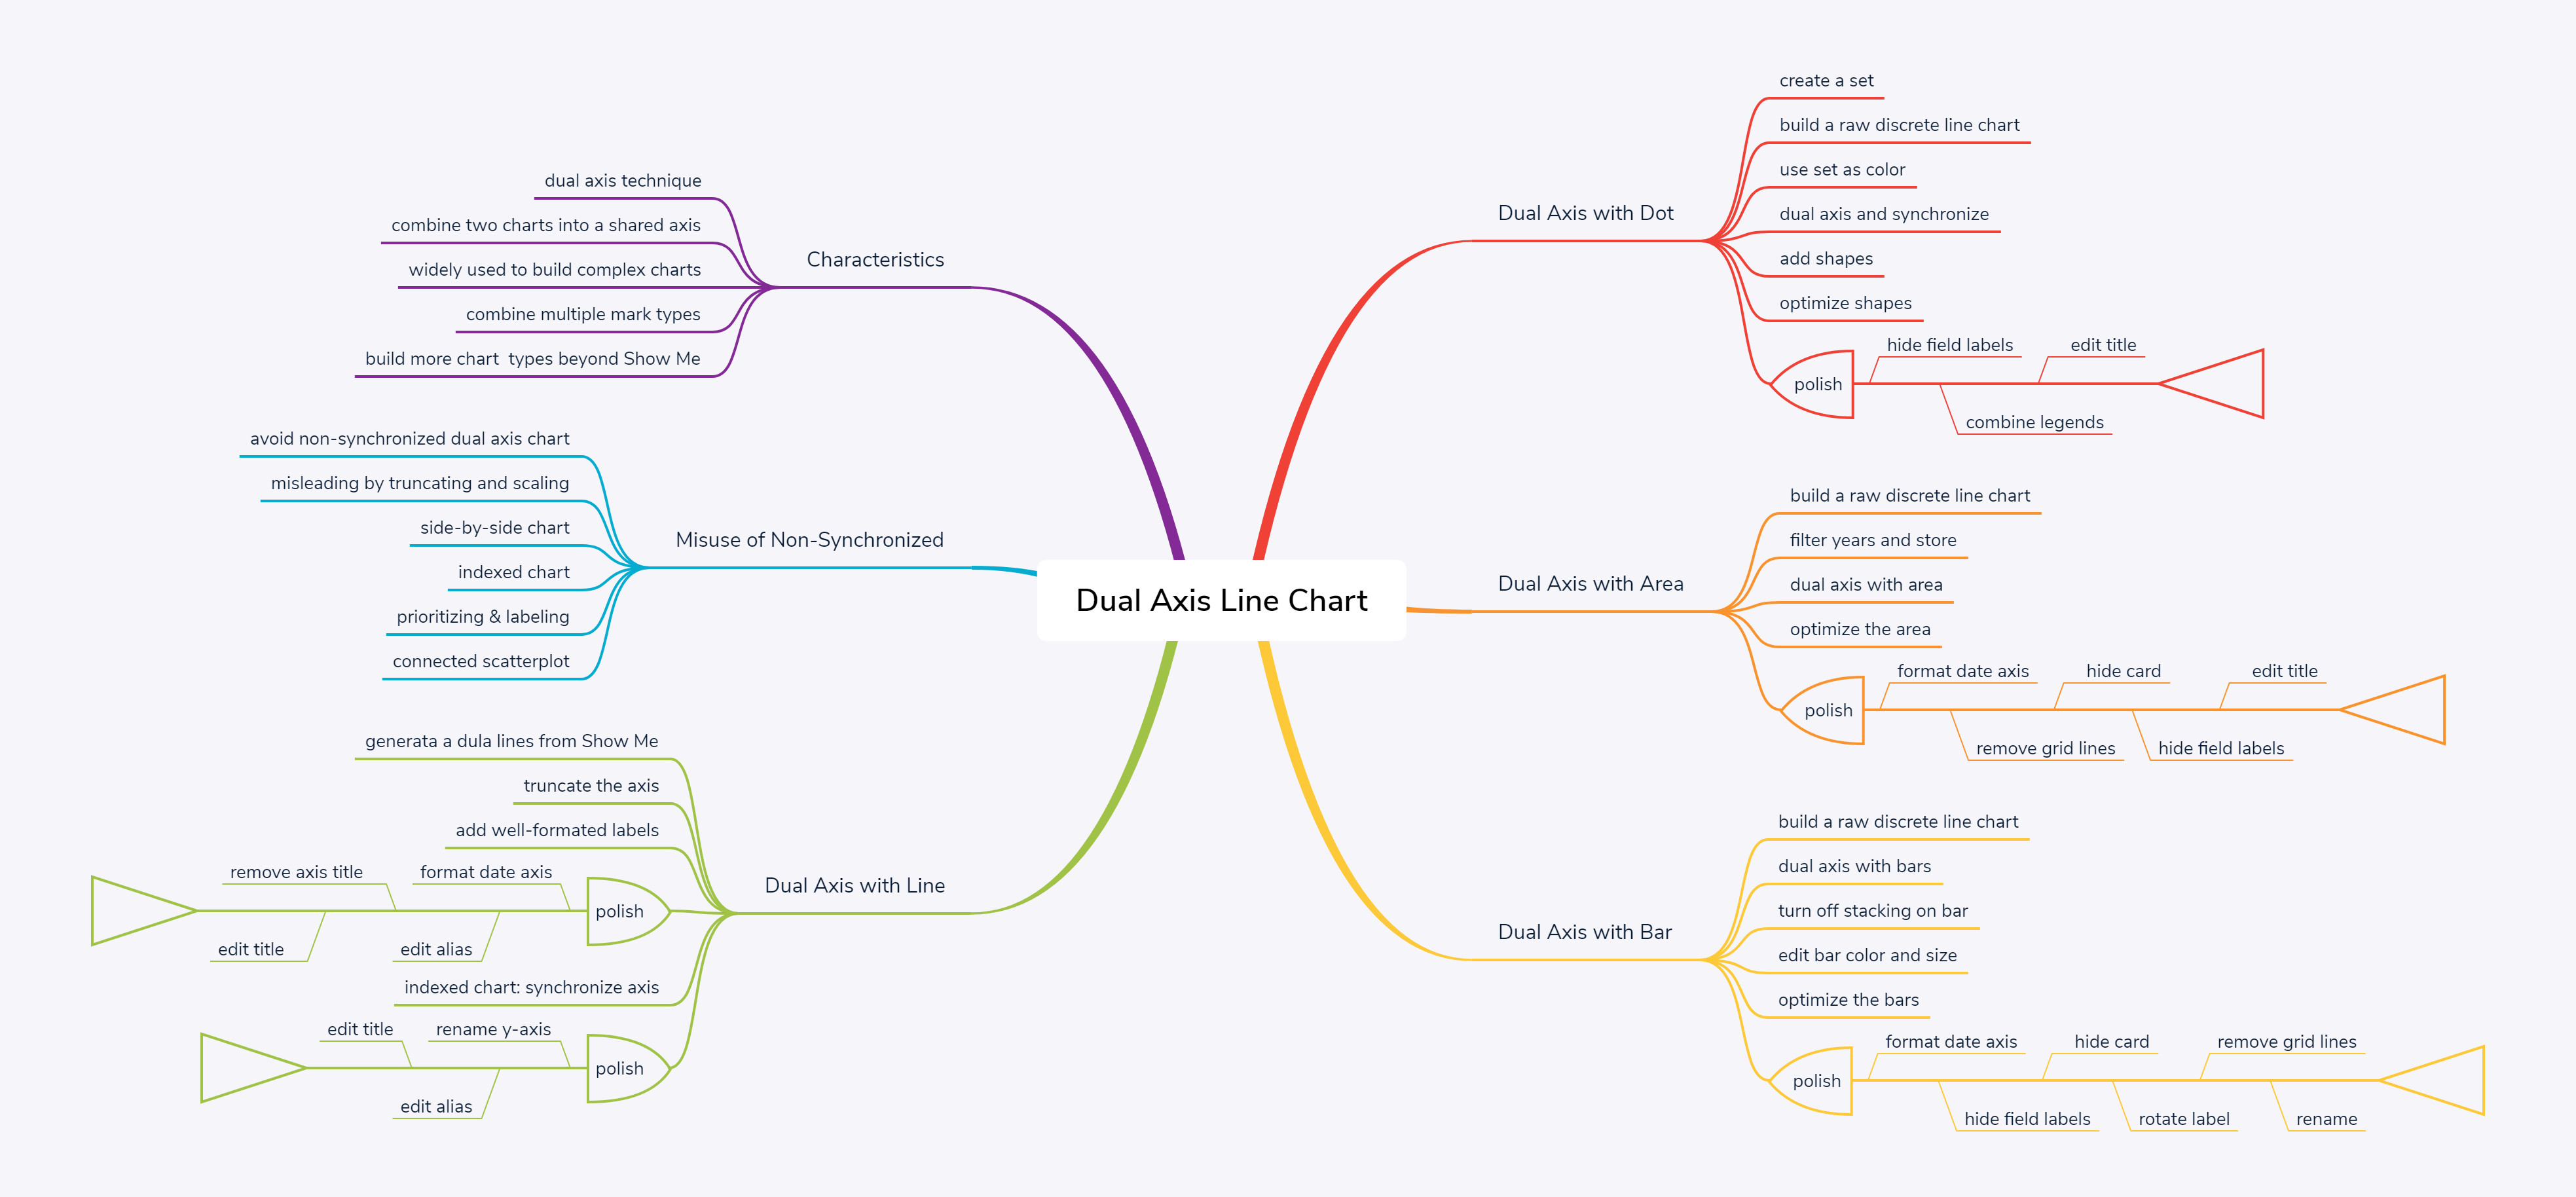 Dual Axis Line Chart
Characteristics
dual axis technique
combine two charts into a shared axis
widely used to build complex charts
combine multiple mark types
build more chart  types beyond Show Me
Misuse of Non-Synchronized
avoid non-synchronized dual axis chart
misleading by truncating and scaling
side-by-side chart
indexed chart
prioritizing & labeling
connected scatterplot
Dual Axis with Line
generata a dula lines from Show Me
truncate the axis
add well-formated labels
polish
format date axis
edit alias
remove axis title
edit title
indexed chart: synchronize axis
polish
rename y-axis
edit alias
edit title
Dual Axis with Dot
create a set
build a raw discrete line chart
use set as color
dual axis and synchronize
add shapes
optimize shapes
polish
hide field labels
combine legends
edit title
Dual Axis with Area
build a raw discrete line chart
filter years and store
dual axis with area
optimize the area
polish
format date axis
remove grid lines
hide card
hide field labels
edit title
Dual Axis with Bar
build a raw discrete line chart
dual axis with bars
turn off stacking on bar
edit bar color and size
optimize the bars
polish
format date axis
hide field labels
hide card
rotate label
remove grid lines
rename